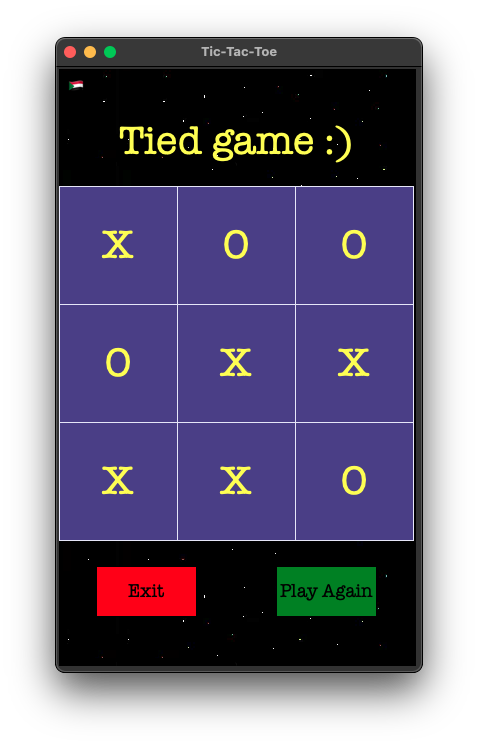 Tic-Tac-Toe
Tied game :)
X O O
O X X
X X O
Exit
Play Again